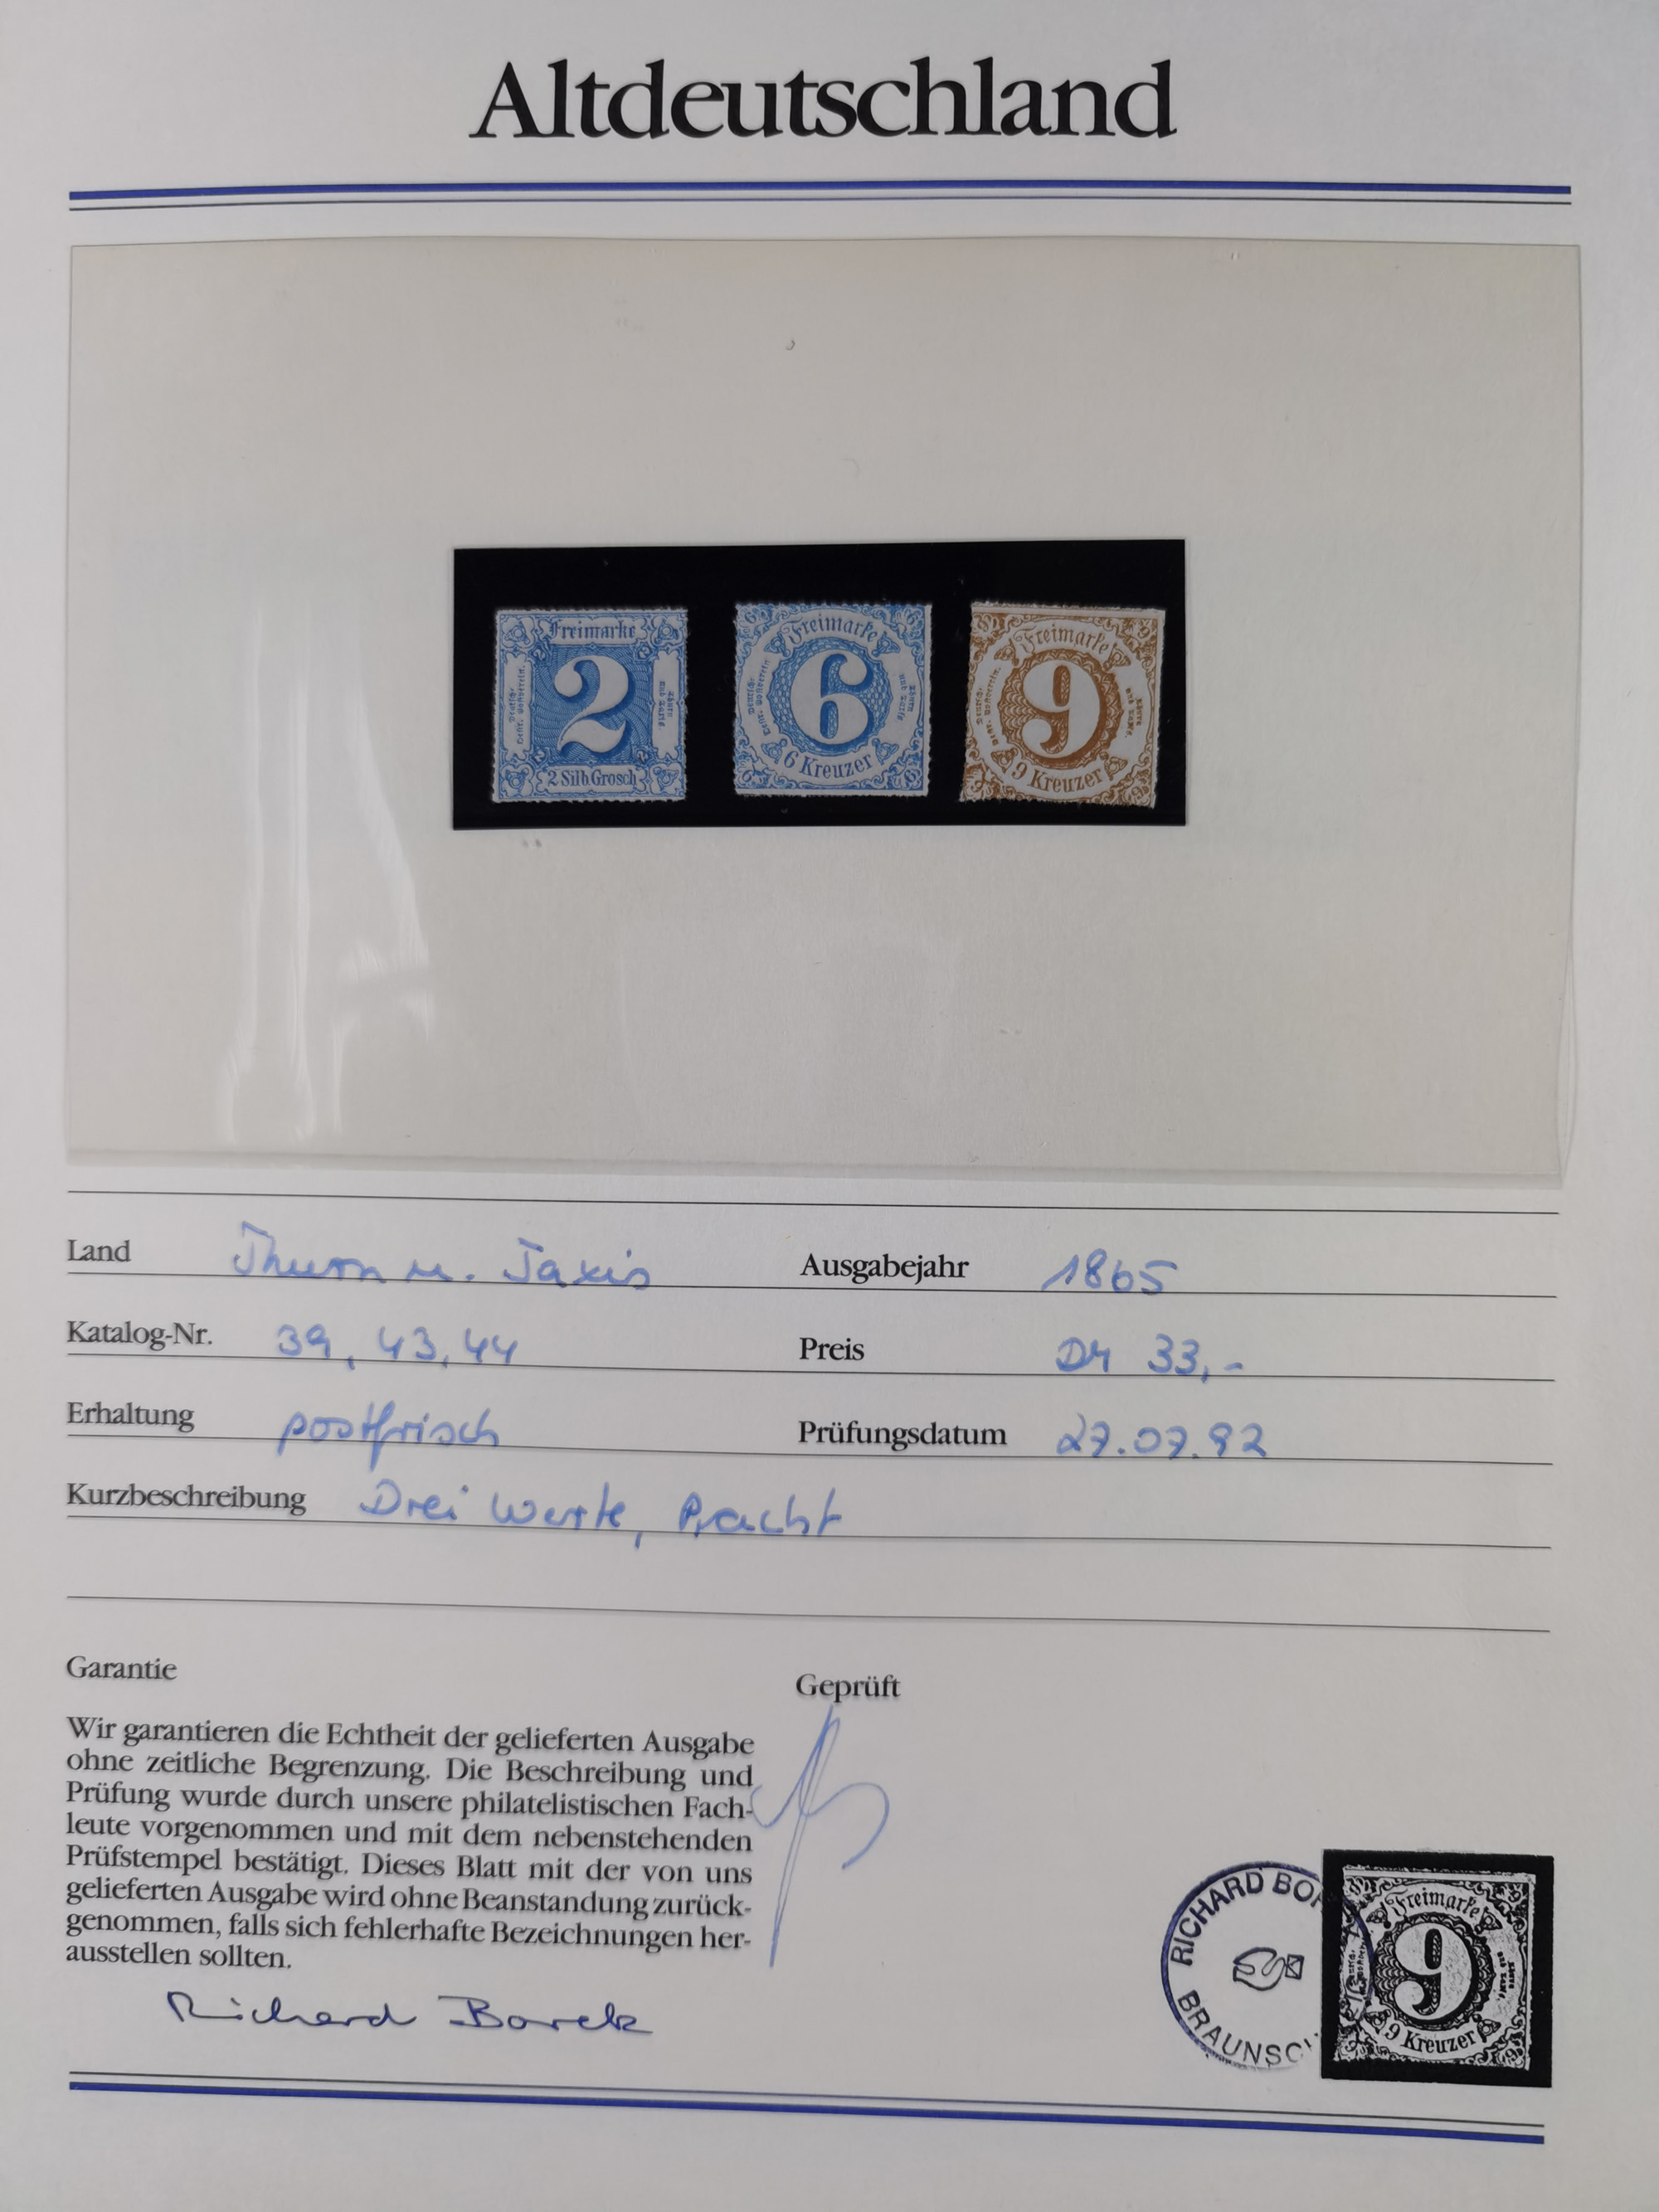 Altdeutschland
Freimarke
2
2 Silb Grosch
Freimarke
6
6 Kreuzer
Freimarke
9
9 Kreuzer
Land Thurn u. Taxis Ausgabejahr 1865
Katalog-Nr. 39, 43, 44 Preis DM 33,-
Erhaltung postfrisch Prüfungsdatum 27.07.92
Kurzbeschreibung Drei Werte, Pracht
Garantie
Geprüft
Wir garantieren die Echtheit der gelieferten Ausgabe
ohne zeitliche Begrenzung. Die Beschreibung und
Prüfung wurde durch unsere philatelistischen Fach-
leute vorgenommen und mit dem nebenstehenden
Prüfstempel bestätigt. Dieses Blatt mit der von uns
gelieferten Ausgabe wird ohne Beanstandung zurück-
genommen, falls sich fehlerhafte Bezeichnungen her-
ausstellen sollten.
Richard Borek
RICHARD BOR
BRAUNSCH
Freimarke
9
9 Kreuzer